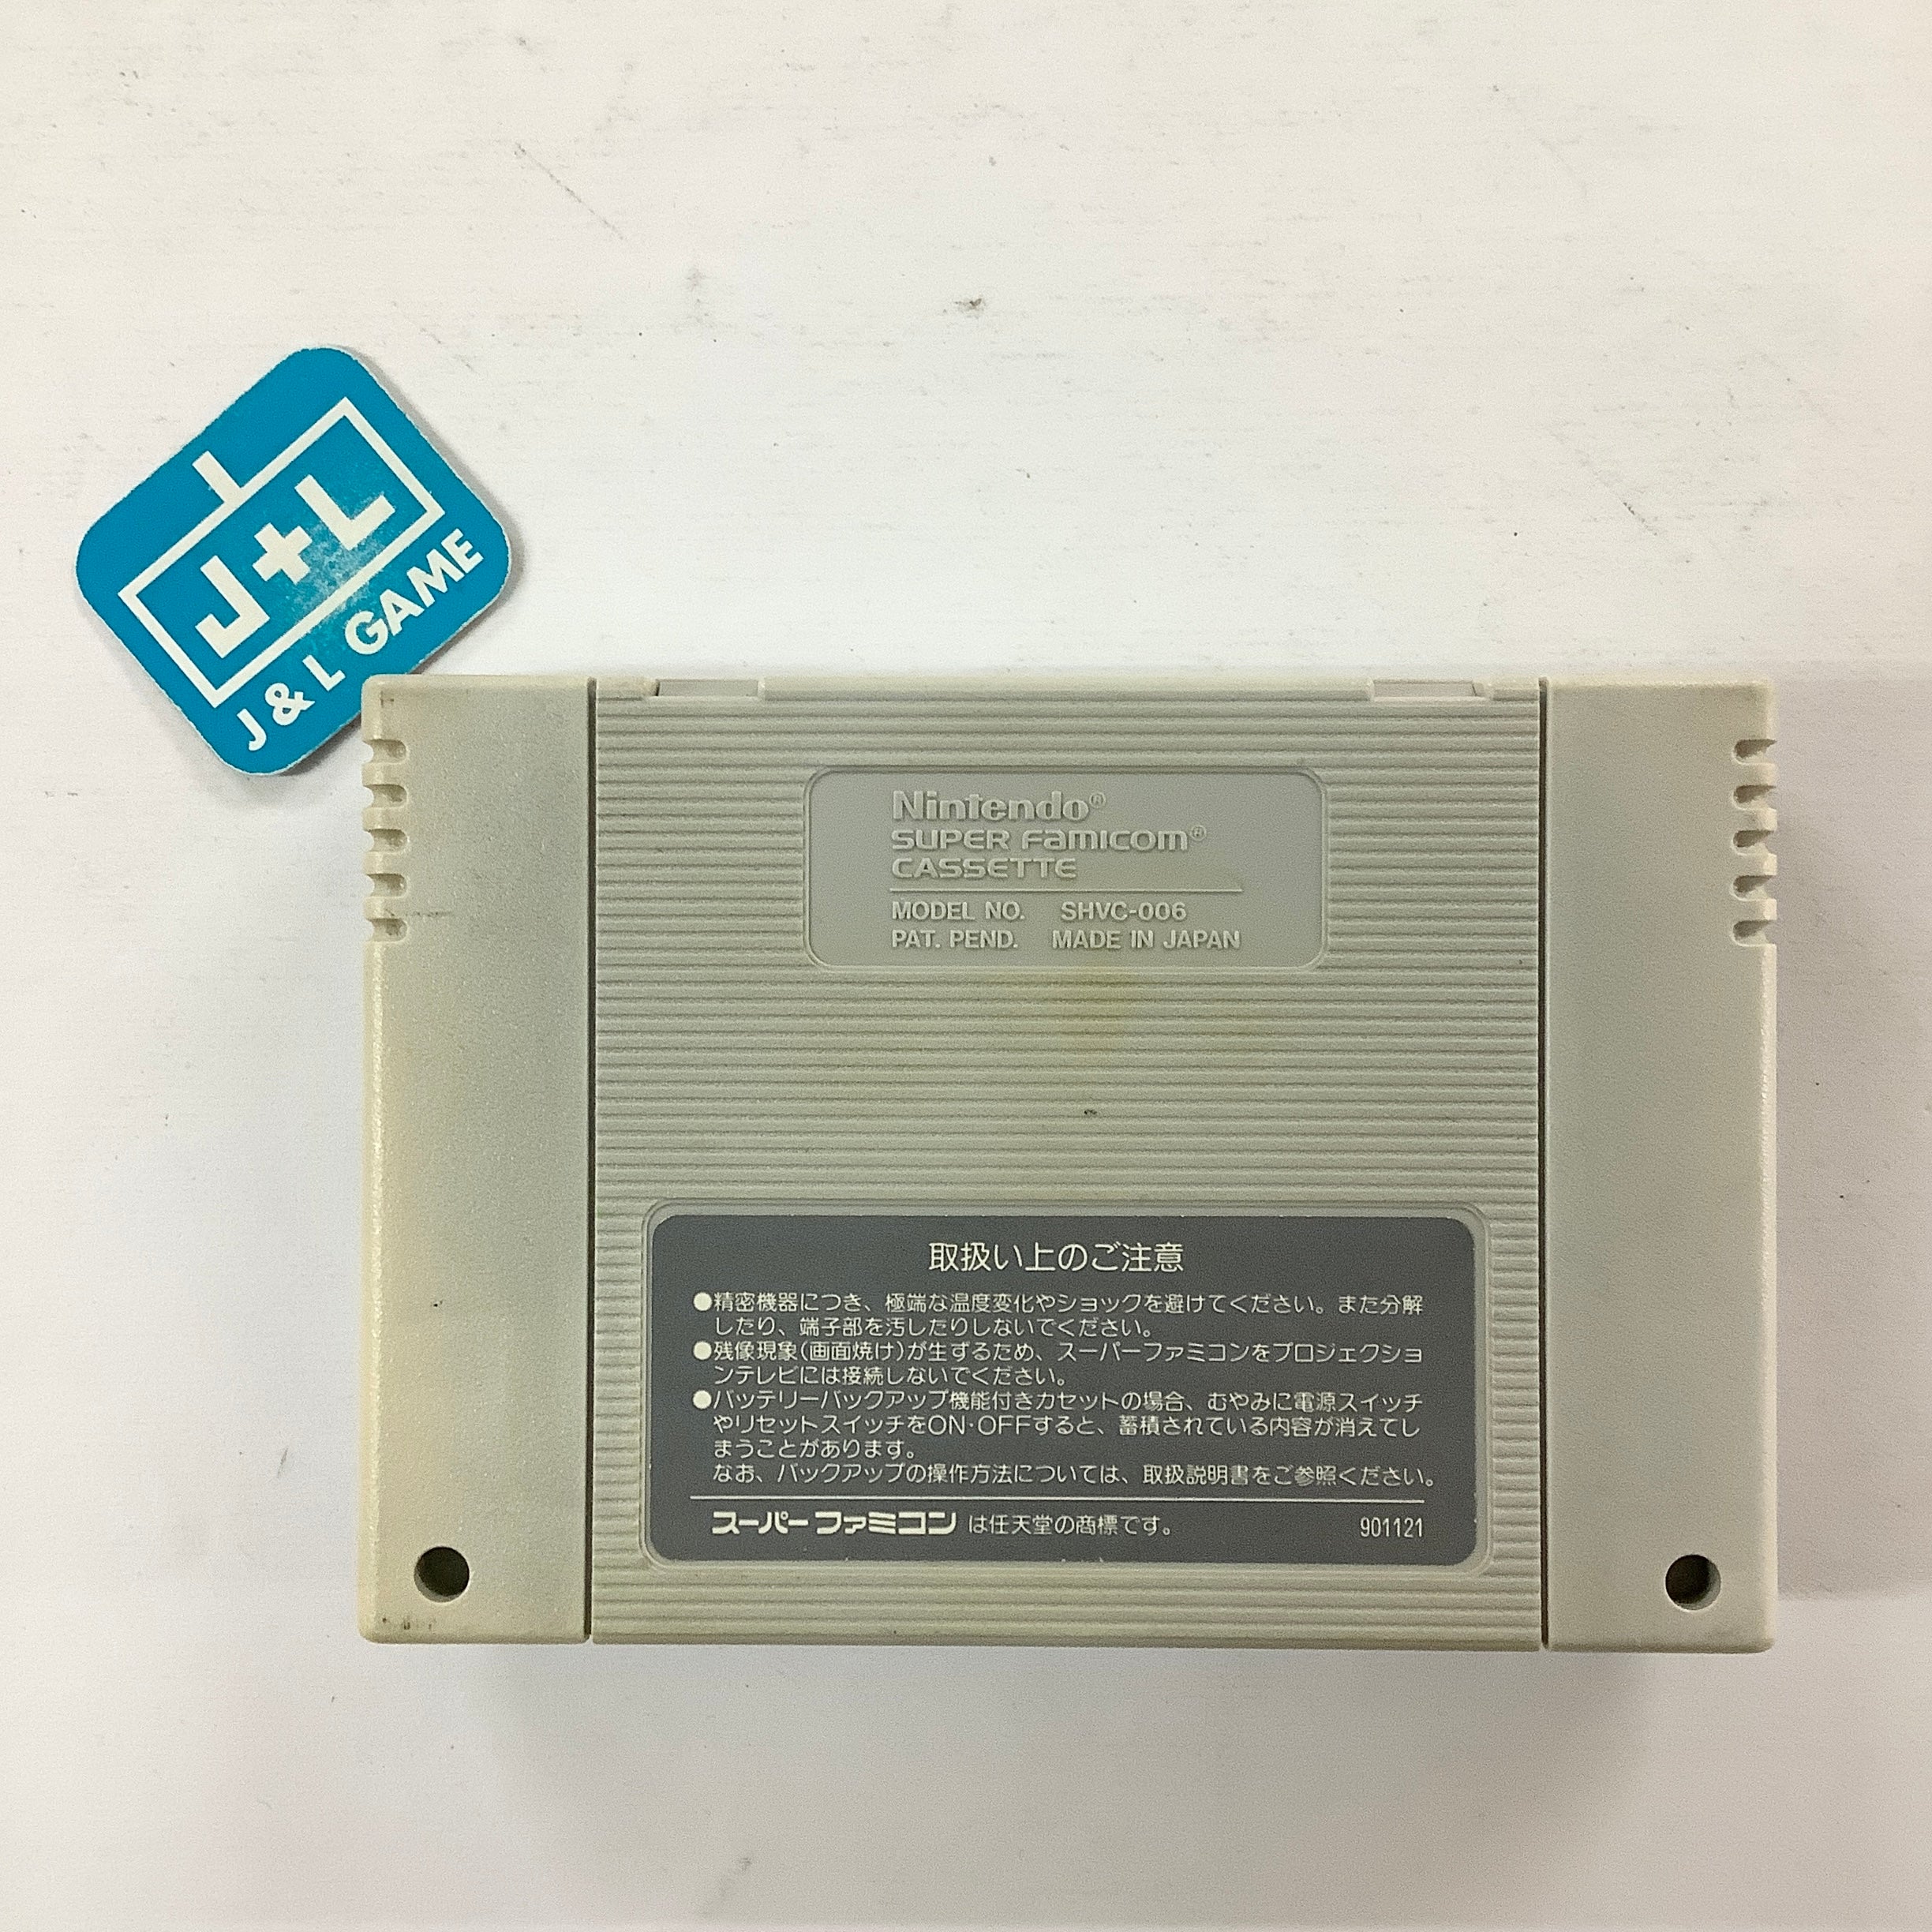 J+L
J & L GAME
Nintendo®
SUPER FAMICOM®
CASSETTE
MODEL NO. SHVC-006
PAT. PEND. MADE IN JAPAN
取扱い上のご注意
●精密機器につき、極端な温度変化やショックを避けてください。また分解
したり、端子部を汚したりしないでください。
●残像現象(画面焼け)が生ずるため、スーパーファミコンをプロジェクショ
ンテレビには接続しないでください。
●バッテリーバックアップ機能付きカセットの場合、むやみに電源スイッチ
やリセットスイッチをON·OFFすると、蓄積されている内容が消えてし
まうことがあります。
なお、バックアップの操作方法については、取扱説明書をご参照ください。
スーパーファミコン は任天堂の商標です。 901121